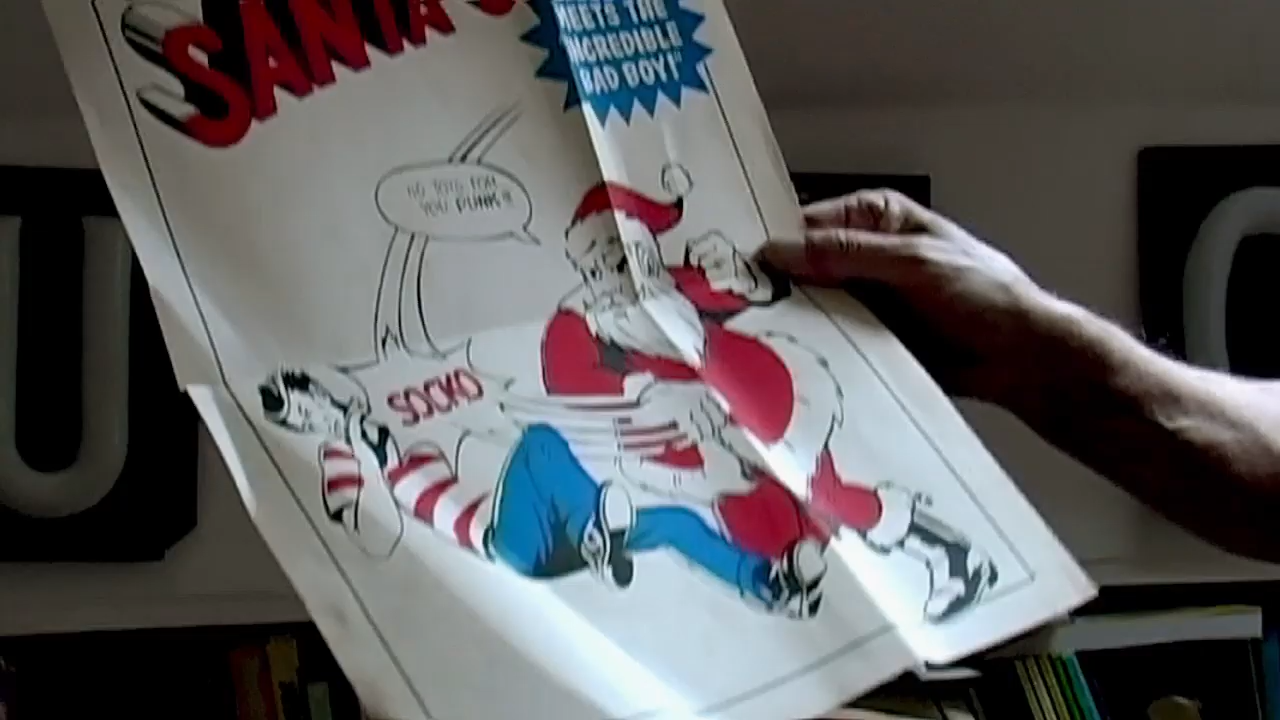 SANTA'S
MEETS THE
INCREDIBLE
BAD BOY!
NO TOYS FOR
YOU PUNK!!
SOCKO
U